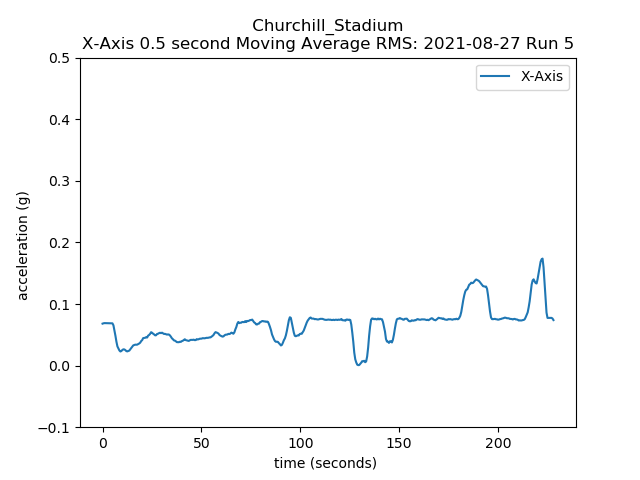 Churchill_Stadium
X-Axis 0.5 second Moving Average RMS: 2021-08-27 Run 5
X-Axis
0.5
0.4
0.3
0.2
0.1
0.0
−0.1
acceleration (g)
0 50 100 150 200
time (seconds)